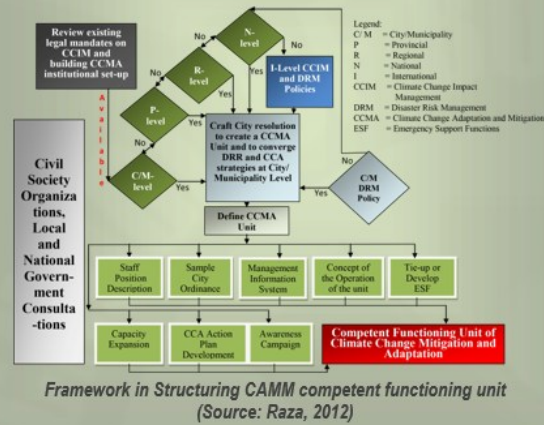 Review existing
legal mandates on
CCIM and
building CCMA
institutional set-up
Available
No
N-
level
No
No
R-
level
Yes
I-Level CCIM
and DRM
Policies
No
P-
level
Yes
Yes
No
C/M-
level
Yes
Craft City resolution
to create a CCMA
Unit and to converge
DRR and CCA
strategies at City/
Municipality Level
No
Yes
C/M
DRM
Policy
Legend:
C/ M = City/Municipality
P = Provincial
R = Regional
N = National
I = International
CCIM = Climate Change Impact
Management
DRM = Disaster Risk Management
CCMA = Climate Change Adaptation and Mitigation
ESF = Emergency Support Functions
Civil
Society
Organiza
tions,
Local
and
National
Govern-
ment
Consulta
-tions
Define CCMA
Unit
Staff
Position
Description
Sample
City
Ordinance
Management
Information
System
Concept of
the Operation
of the unit
Tie-up or
Develop
ESF
Capacity
Expansion
CCA Action
Plan
Development
Awareness
Campaign
Competent Functioning Unit of
Climate Change Mitigation and
Adaptation
Framework in Structuring CAMM competent functioning unit
(Source: Raza, 2012)